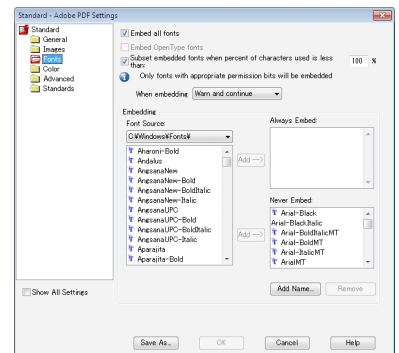 Standard - Adobe PDF Settings
Standard
General
Images
Fonts
Color
Advanced
Standards
Show All Settings
Embed all fonts
Embed OpenType fonts
Subset embedded fonts when percent of characters used is less
than:
100 %
Only fonts with appropriate permission bits will be embedded
When embedding Warn and continue
Embedding
Font Source:
C:¥Windows¥Fonts¥
Aharoni-Bold
Andalus
AngsanaNew
AngsanaNew-Bold
AngsanaNew-BoldItalic
AngsanaNew-Italic
AngsanaUPC
AngsanaUPC-Bold
AngsanaUPC-BoldItalic
AngsanaUPC-Italic
Aparajita
Aparajita-Bold
Add -->
Add -->
Always Embed:
Never Embed:
Arial-Black
Arial-BlackItalic
Arial-BoldItalicMT
Arial-BoldMT
Arial-ItalicMT
ArialMT
Add Name...
Remove
Save As...
OK
Cancel
Help